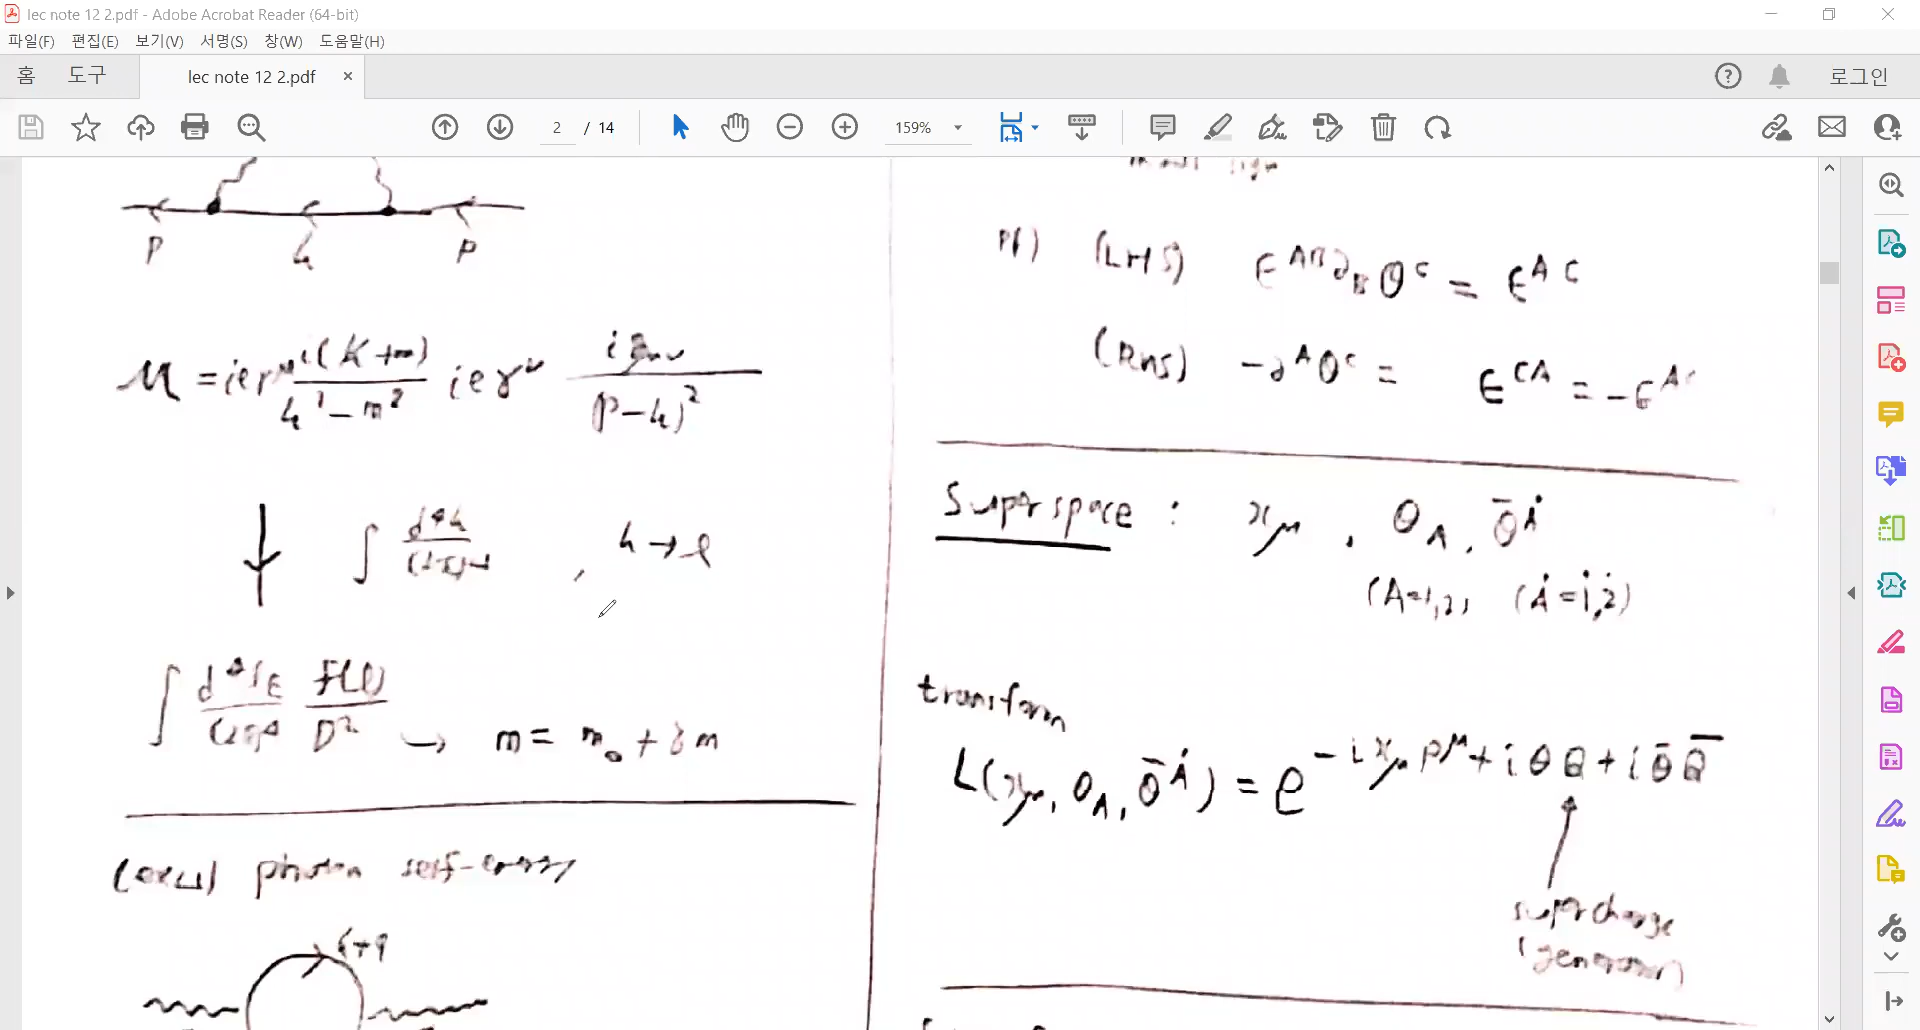 lec note 12 2.pdf - Adobe Acrobat Reader (64-bit)
파일(F) 편집(E) 보기(V) 서명(S) 창(W) 도움말(H)
홈 도구 lec note 12 2.pdf × 로그인
2 / 14 159%
p k p
M = ieγ^μ i(k̸+m)/(k²-m²) ieγ^ν ig_μν/(p-k)²
↓ ∫ d⁴k/(2π)⁴ , k → l
∫ d⁴l_E/(2π)⁴ F(l)/D² → m = m₀ + δm
photon self-energy
k+q
pf) (LHS) ϵ^{AB}∂_Bθ^C = ϵ^{AC}
(RHS) -∂^Aθ^C = ϵ^{CA} = -ϵ^{AC}
Superspace : x_μ , θ_A , θ̄^Ȧ
(A=1,2) (Ȧ=1̇,2̇)
transform
L(x_μ, θ_A, θ̄^Ȧ) = e^{-ix_μP^μ + iθQ + iθ̄Q̄}
supercharge
(generator)